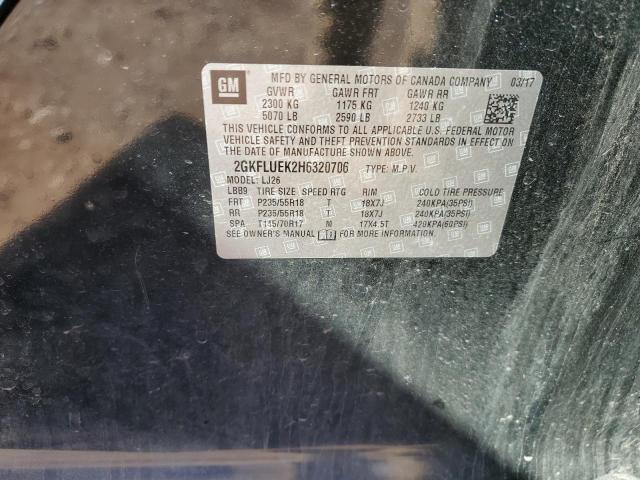 GM
MFD BY GENERAL MOTORS OF CANADA COMPANY 03/17
GVWR GAWR FRT GAWR RR
2300 KG 1175 KG 1240 KG
5070 LB 2590 LB 2733 LB
THIS VEHICLE CONFORMS TO ALL APPLICABLE U.S. FEDERAL MOTOR
VEHICLE SAFETY AND THEFT PREVENTION STANDARDS IN EFFECT
ON THE DATE OF MANUFACTURE SHOWN ABOVE.
2GKFLUEK2H6320706 TYPE: M.P.V.
MODEL: LJ26
LBB9 TIRE SIZE SPEED RTG RIM COLD TIRE PRESSURE
FRT P235/55R18 T 18X7J 240KPA(35PSI)
RR P235/55R18 T 18X7J 240KPA(35PSI)
SPA T145/70R17 M 17X4.5T 420KPA(60PSI)
SEE OWNER'S MANUAL